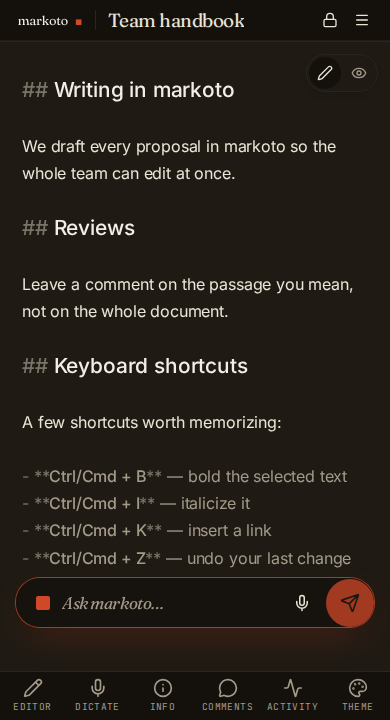 markoto
Team handbook
## Writing in markoto
We draft every proposal in markoto so the
whole team can edit at once.
## Reviews
Leave a comment on the passage you mean,
not on the whole document.
## Keyboard shortcuts
A few shortcuts worth memorizing:
- **Ctrl/Cmd + B** — bold the selected text
- **Ctrl/Cmd + I** — italicize it
- **Ctrl/Cmd + K** — insert a link
- **Ctrl/Cmd + Z** — undo your last change
Ask markoto...
EDITOR DICTATE INFO COMMENTS ACTIVITY THEME